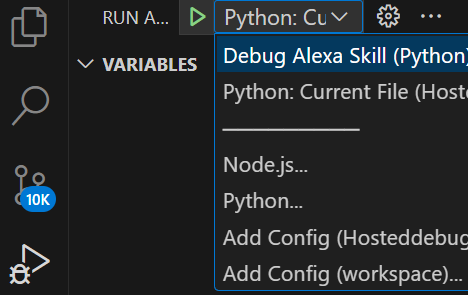 RUN A...
Python: Cu
Debug Alexa Skill (Python)
VARIABLES
Python: Current File (Hoste
Node.js...
10K
Python...
Add Config (Hosteddebug
Add Config (workspace)...